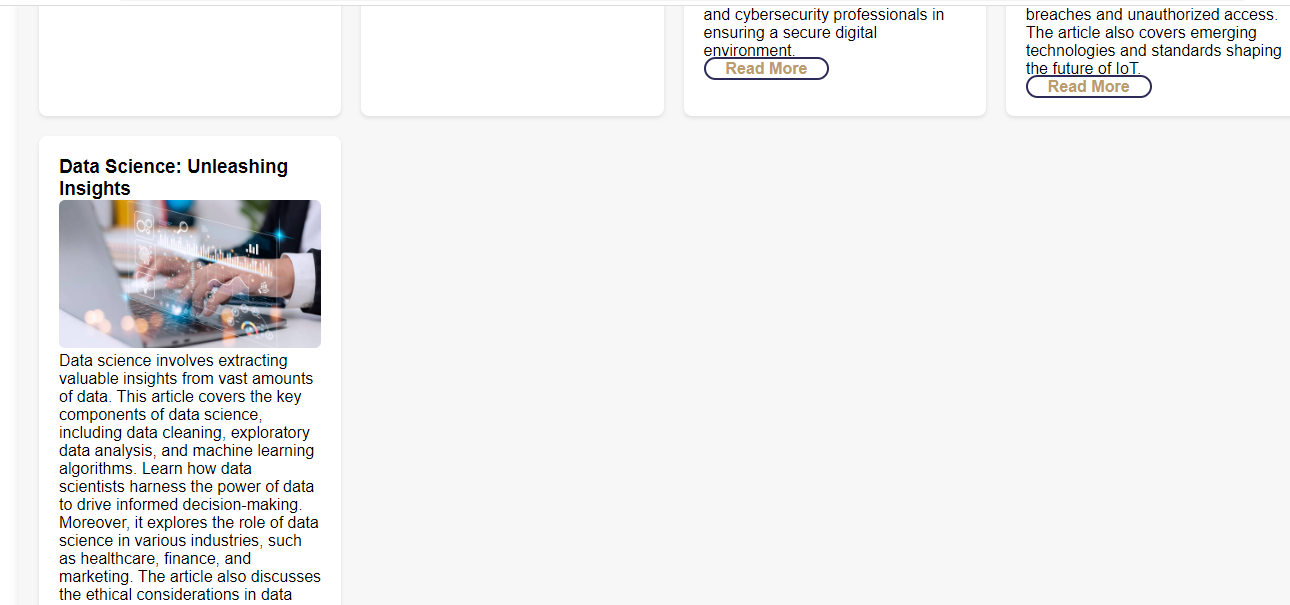 and cybersecurity professionals in
ensuring a secure digital
environment.
Read More
breaches and unauthorized access.
The article also covers emerging
technologies and standards shaping
the future of IoT.
Read More
Data Science: Unleashing
Insights
Data science involves extracting
valuable insights from vast amounts
of data. This article covers the key
components of data science,
including data cleaning, exploratory
data analysis, and machine learning
algorithms. Learn how data
scientists harness the power of data
to drive informed decision-making.
Moreover, it explores the role of data
science in various industries, such
as healthcare, finance, and
marketing. The article also discusses
the ethical considerations in data